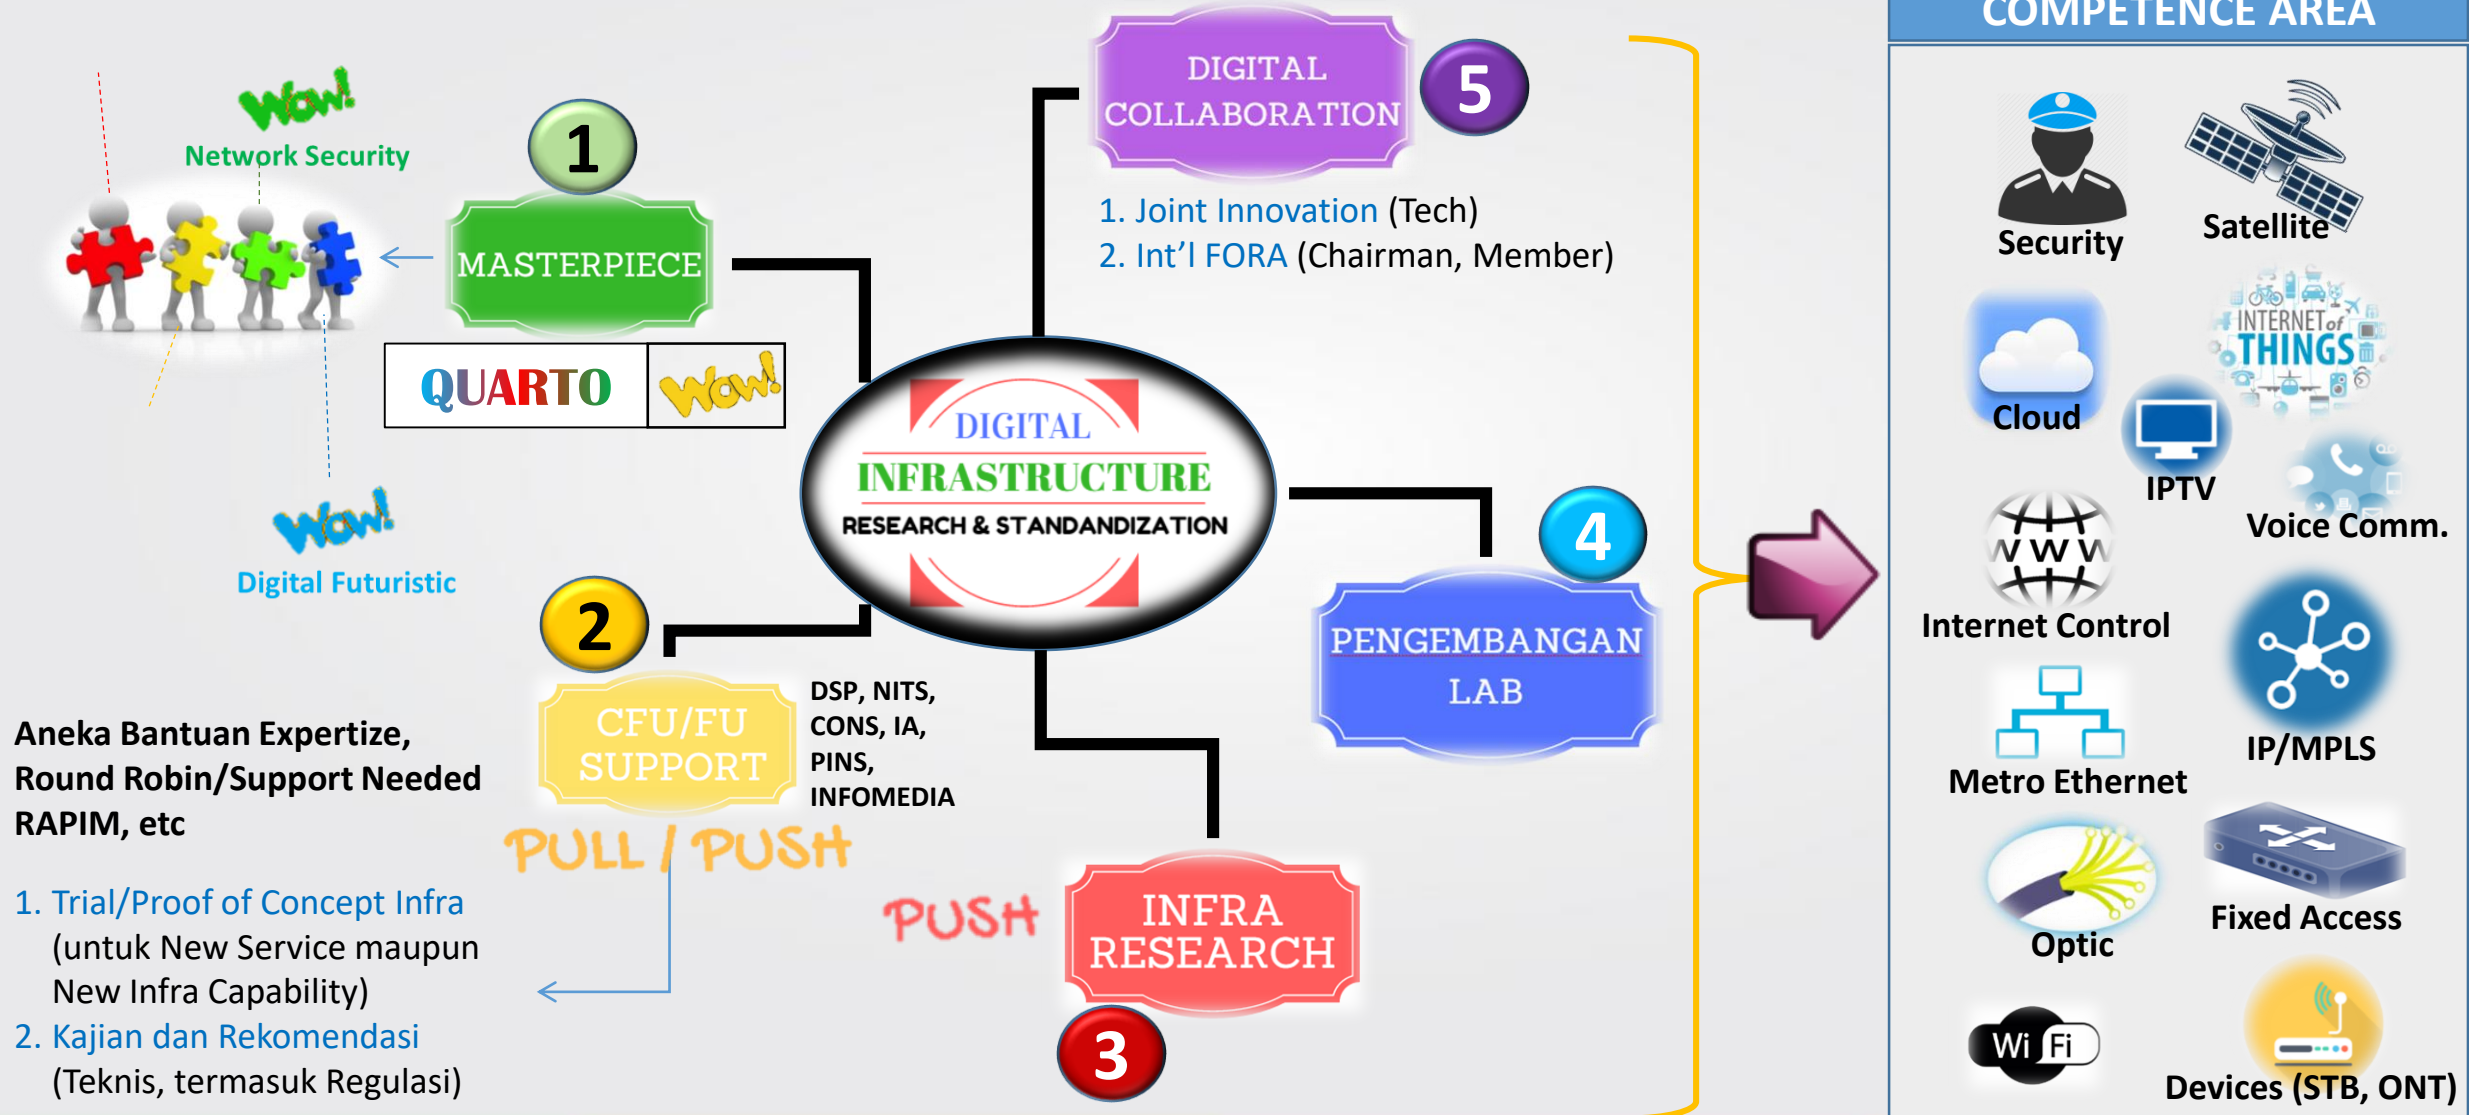 Wow!
Network Security
1
MASTERPIECE
QUARTO Wow!
Wow!
Digital Futuristic
DIGITAL
COLLABORATION
5
1. Joint Innovation (Tech)
2. Int'l FORA (Chairman, Member)
DIGITAL
INFRASTRUCTURE
RESEARCH & STANDANDIZATION
2
CFU/FU
SUPPORT
DSP, NITS,
CONS, IA,
PINS,
INFOMEDIA
PULL / PUSH
Aneka Bantuan Expertize,
Round Robin/Support Needed
RAPIM, etc
1. Trial/Proof of Concept Infra
(untuk New Service maupun
New Infra Capability)
2. Kajian dan Rekomendasi
(Teknis, termasuk Regulasi)
PUSH
INFRA
RESEARCH
3
4
PENGEMBANGAN
LAB
COMPETENCE AREA
Security
Satellite
Cloud
INTERNET of
THINGS
IPTV
Voice Comm.
WWW
Internet Control
IP/MPLS
Metro Ethernet
Optic
Fixed Access
Wi Fi
Devices (STB, ONT)